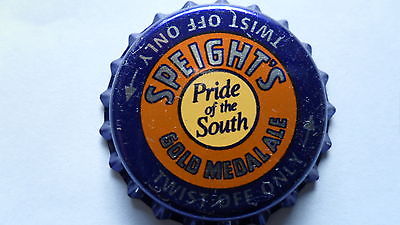 TWIST OFF ONLY
SPEIGHT'S
Pride
of the
South
GOLD MEDAL ALE
TWIST OFF ONLY